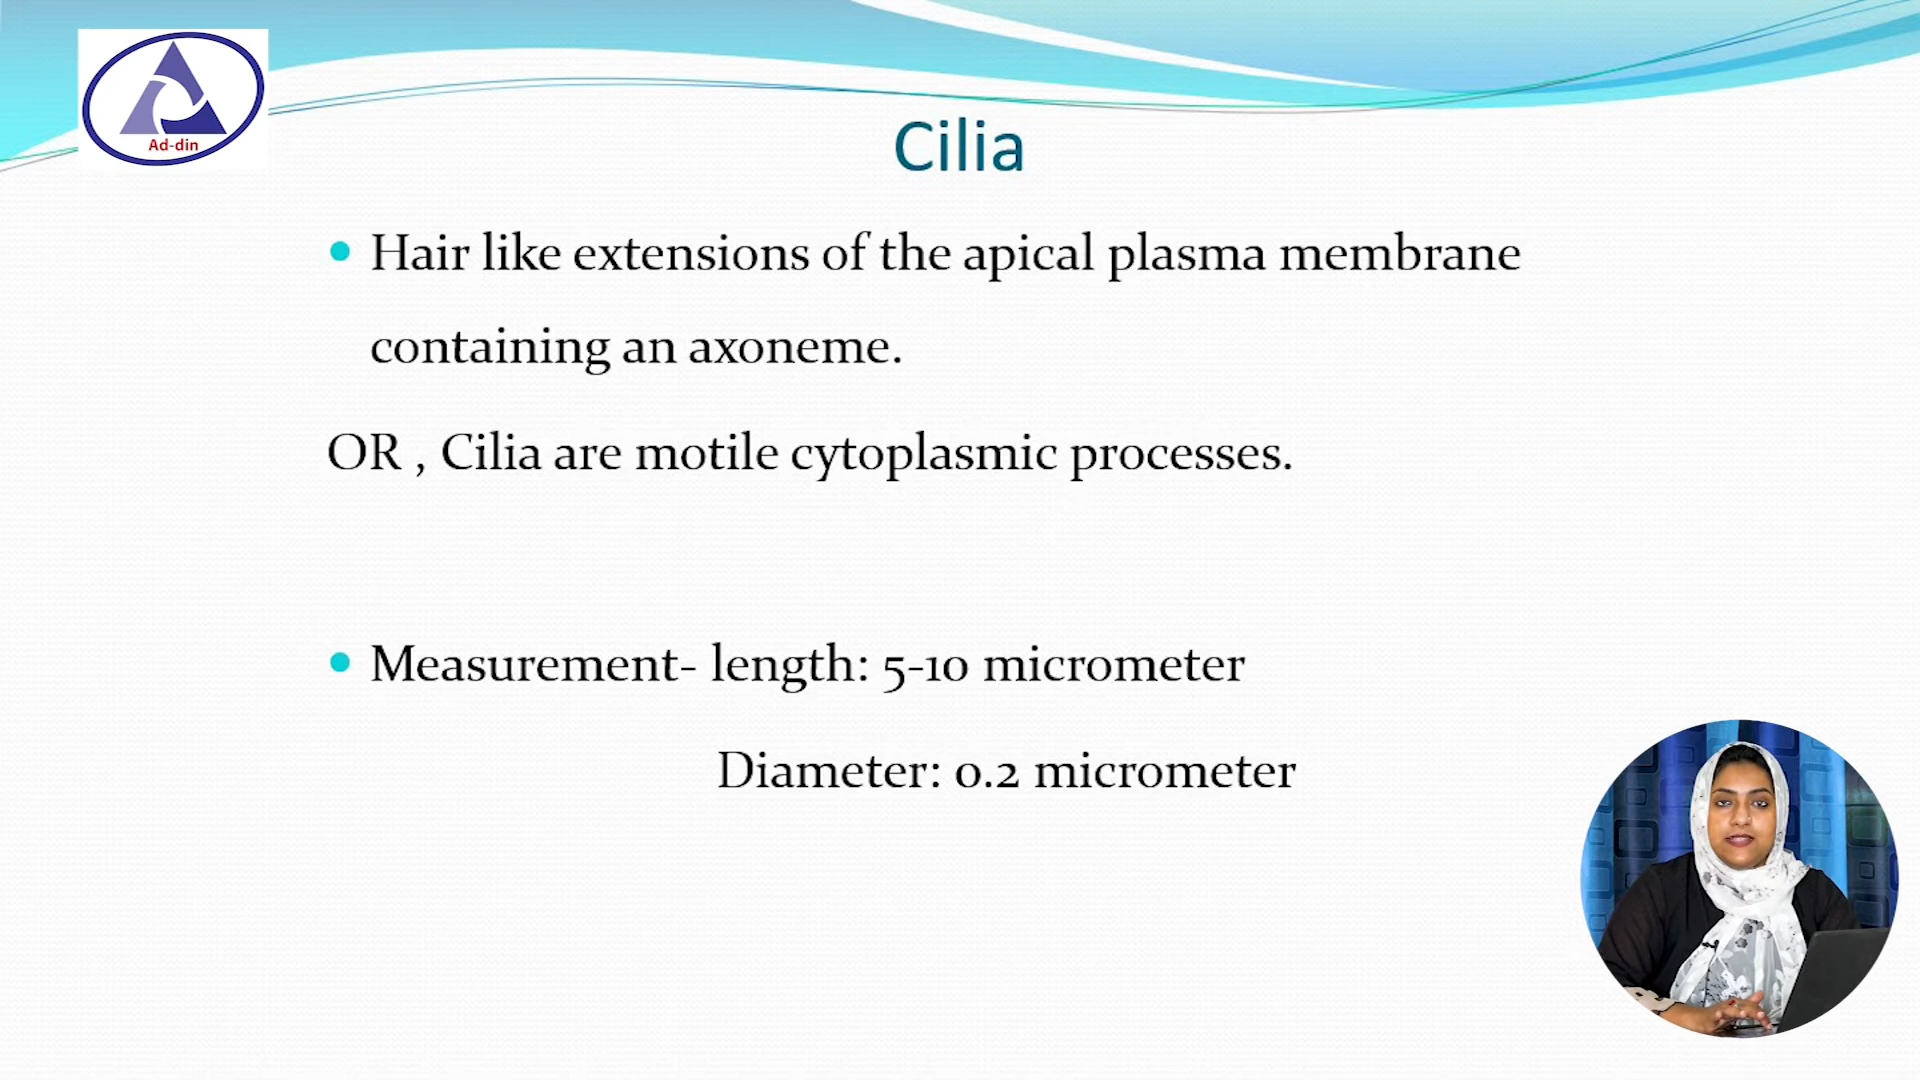 Ad-din
Cilia
Hair like extensions of the apical plasma membrane
containing an axoneme.
OR , Cilia are motile cytoplasmic processes.
Measurement- length: 5-10 micrometer
Diameter: 0.2 micrometer